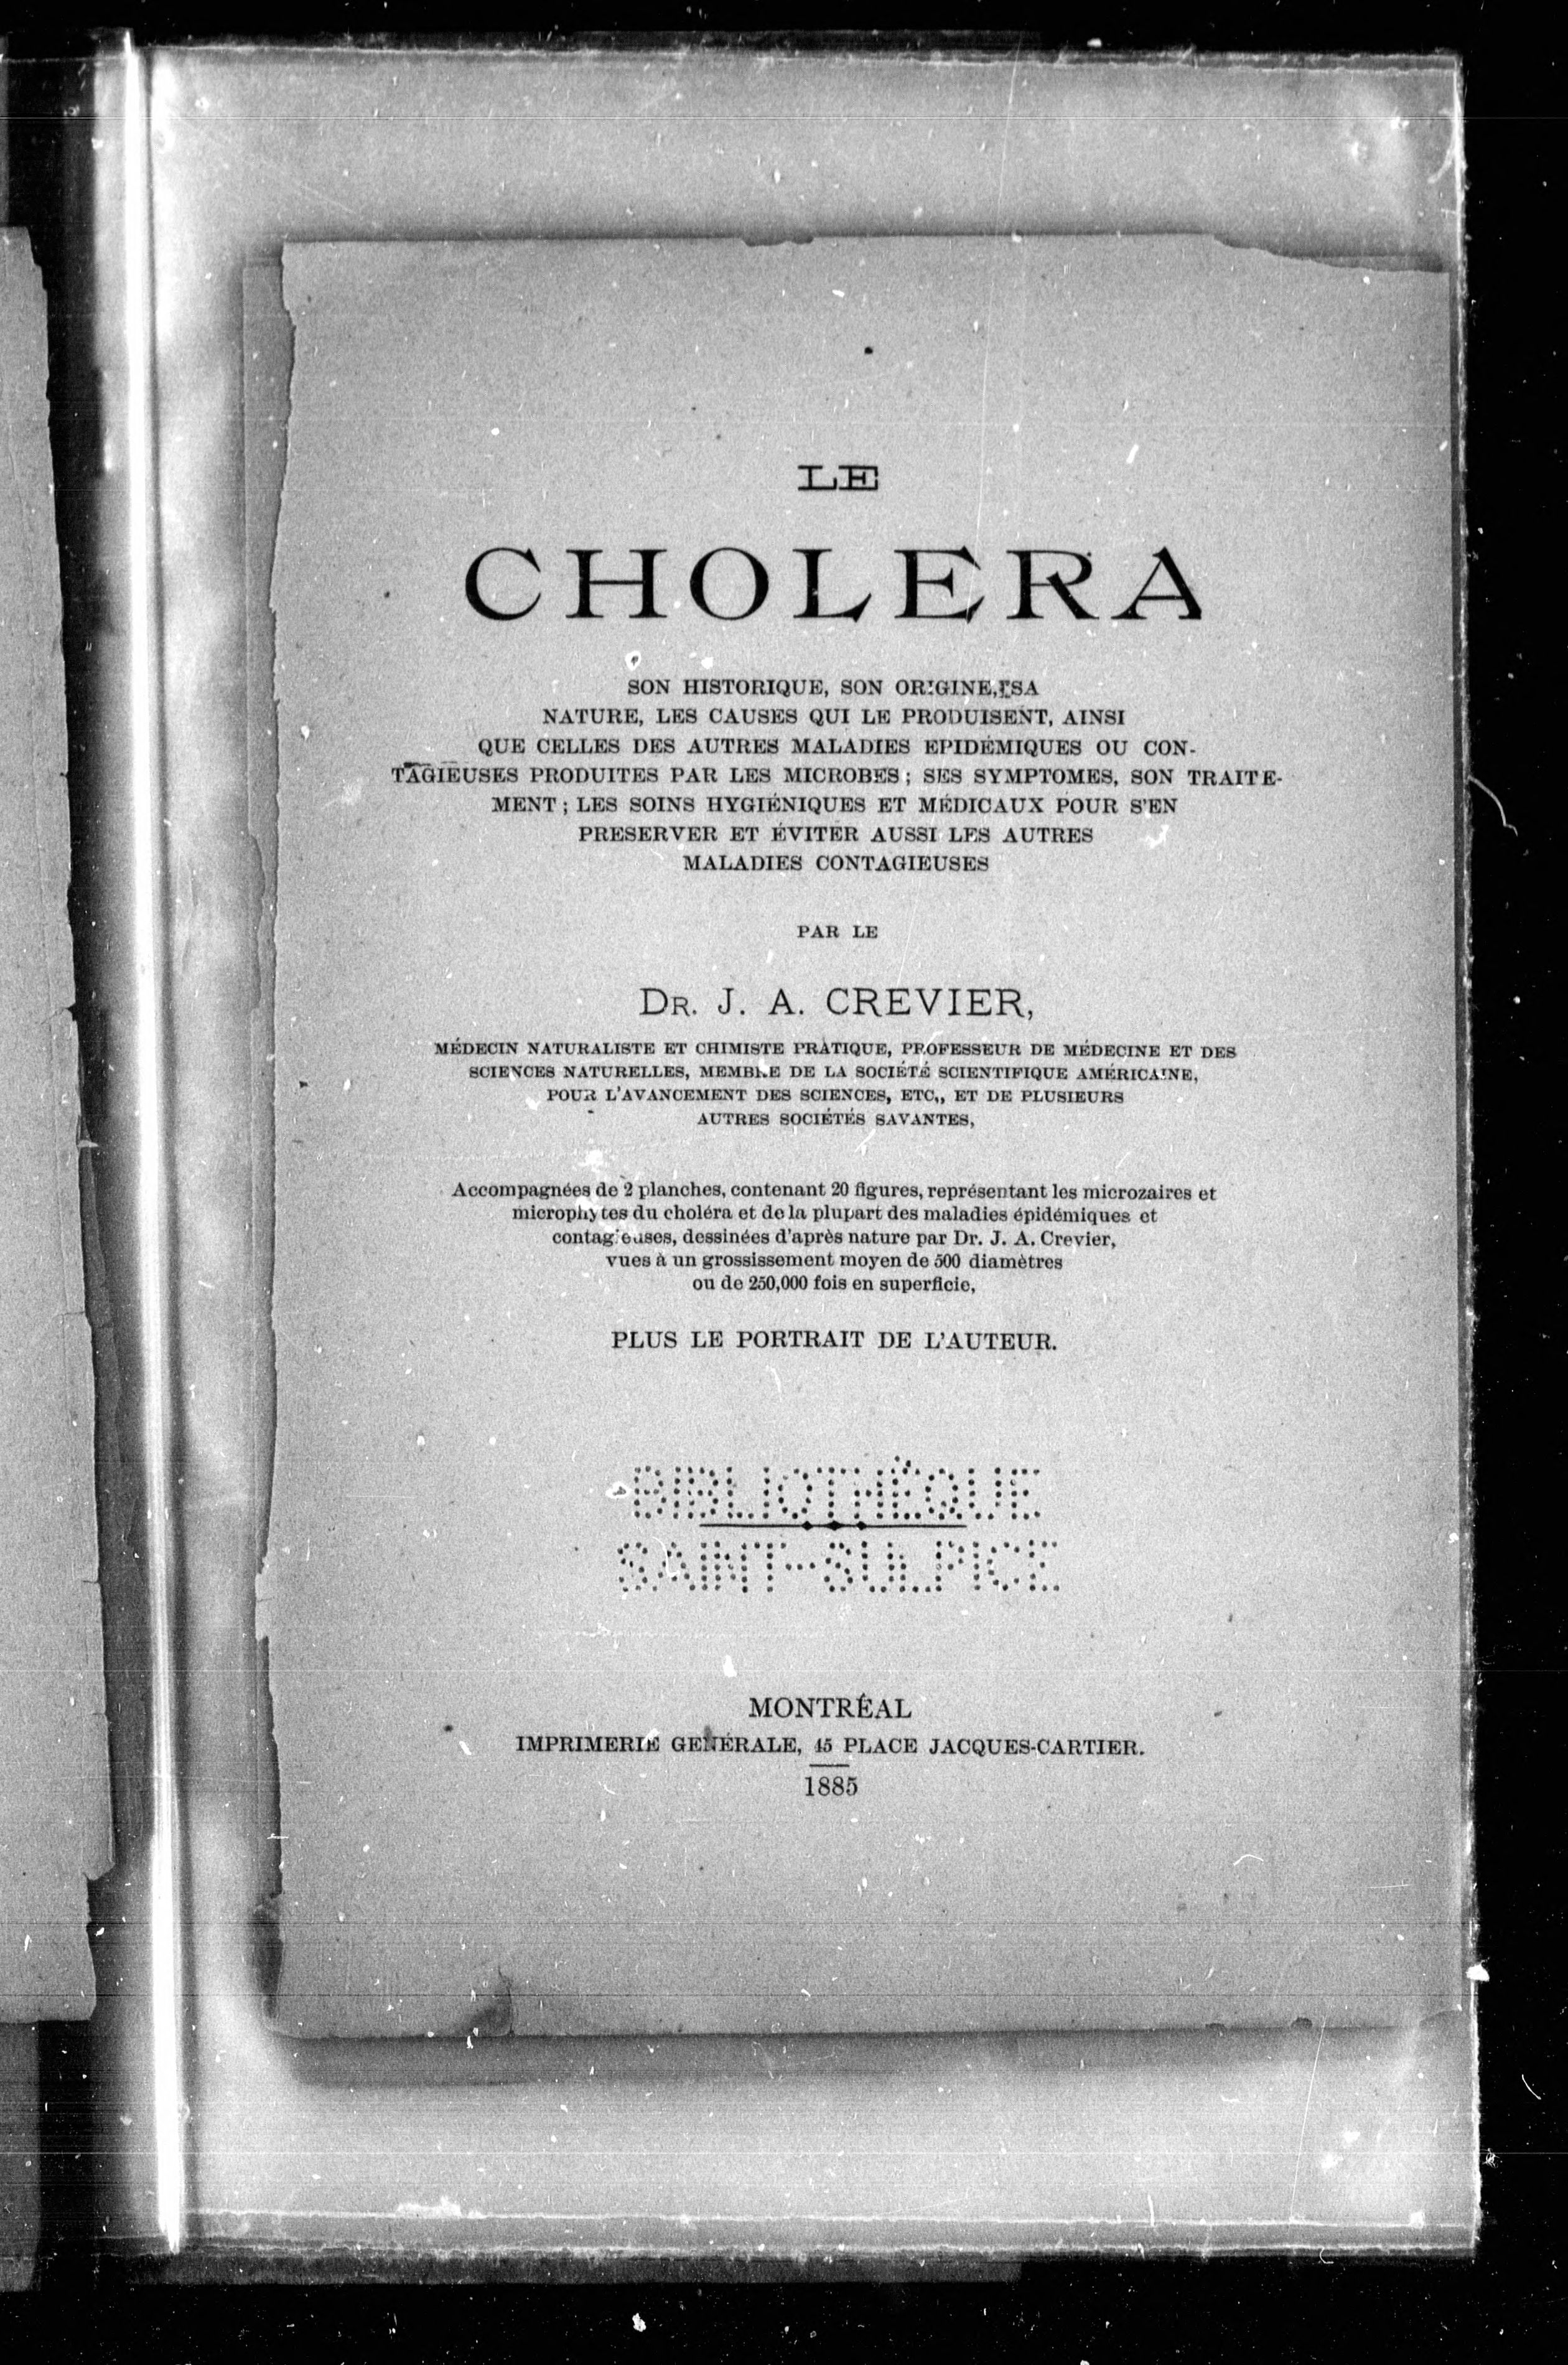 LE
CHOLERA
SON HISTORIQUE, SON ORIGINE, SA
NATURE, LES CAUSES QUI LE PRODUISENT, AINSI
QUE CELLES DES AUTRES MALADIES EPIDÉMIQUES OU CON-
TAGIEUSES PRODUITES PAR LES MICROBES; SES SYMPTOMES, SON TRAITE-
MENT; LES SOINS HYGIÉNIQUES ET MÉDICAUX POUR S'EN
PRESERVER ET ÉVITER AUSSI LES AUTRES
MALADIES CONTAGIEUSES
PAR LE
DR. J. A. CREVIER,
MÉDECIN NATURALISTE ET CHIMISTE PRATIQUE, PROFESSEUR DE MÉDECINE ET DES
SCIENCES NATURELLES, MEMBRE DE LA SOCIÉTÉ SCIENTIFIQUE AMÉRICAINE,
POUR L'AVANCEMENT DES SCIENCES, ETC,, ET DE PLUSIEURS
AUTRES SOCIÉTÉS SAVANTES,
Accompagnées de 2 planches, contenant 20 figures, représentant les microzaires et
microphytes du choléra et de la plupart des maladies épidémiques et
contagieuses, dessinées d'après nature par Dr. J. A. Crevier,
vues à un grossissement moyen de 500 diamètres
ou de 250,000 fois en superficie,
PLUS LE PORTRAIT DE L'AUTEUR.
BIBLIOTHÈQUE
SAINT-SULPICE
MONTRÉAL
IMPRIMERIE GENÉRALE, 45 PLACE JACQUES-CARTIER.
1885